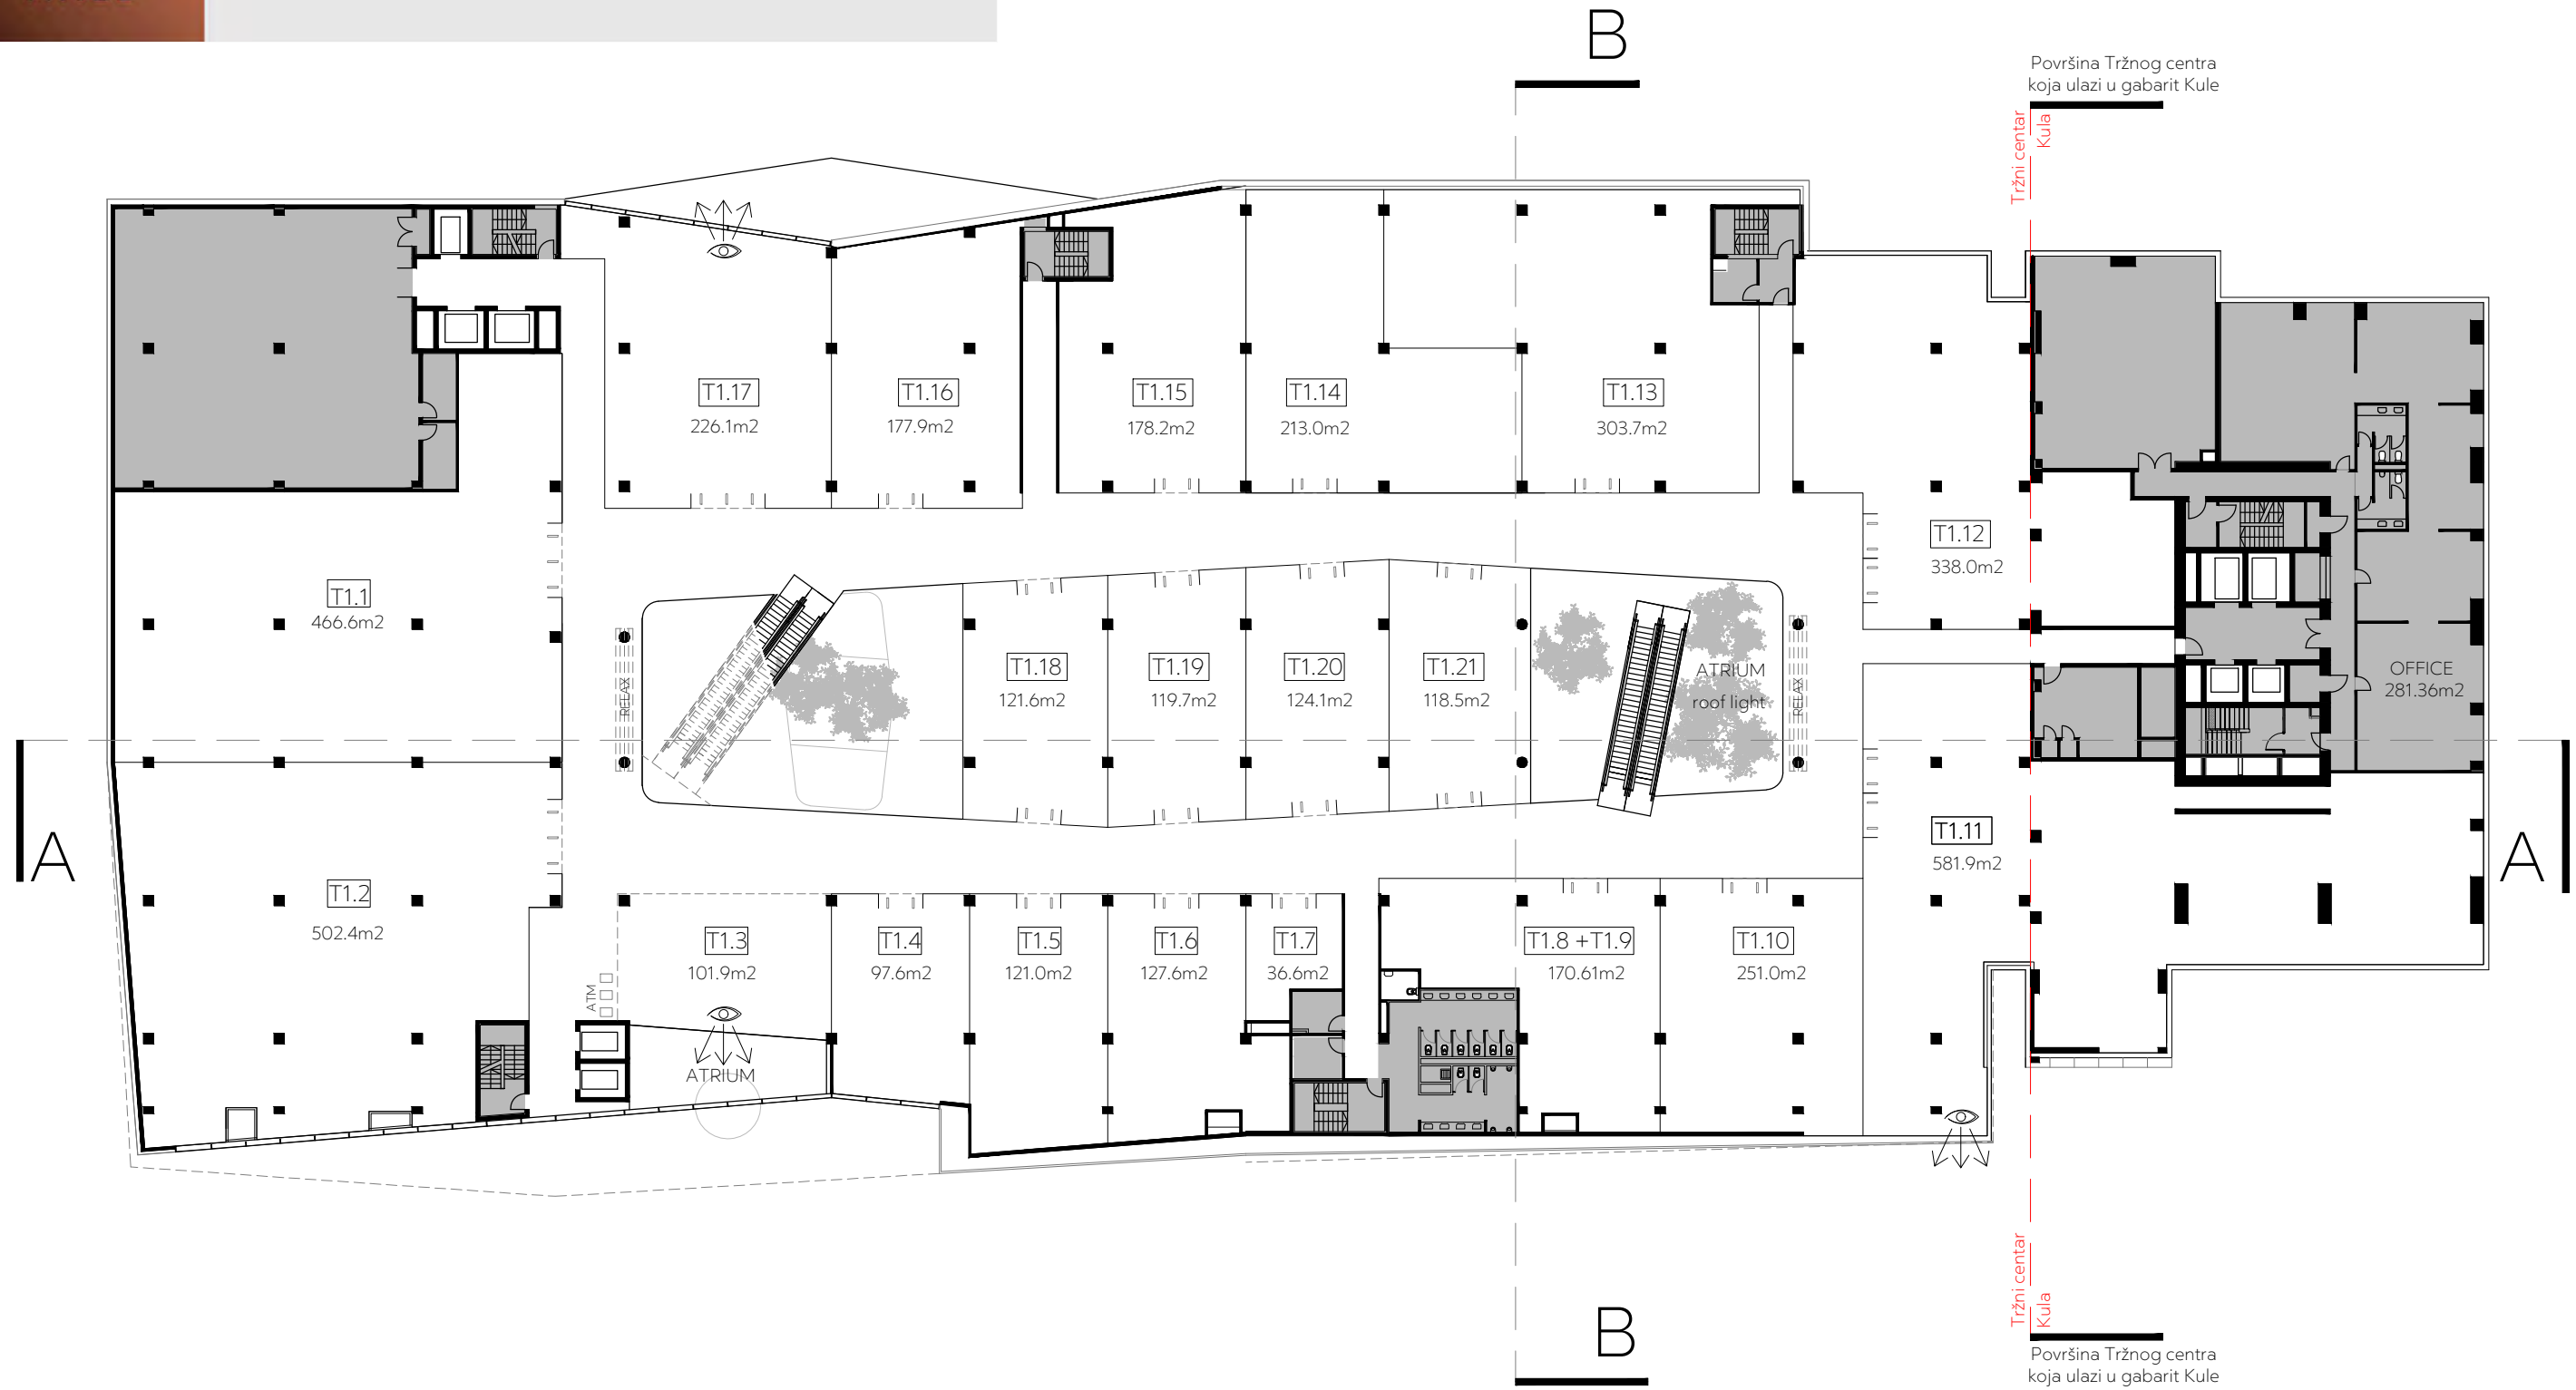 B
Površina Tržnog centra
koja ulazi u gabarit Kule
Tržni centar
Kula
T1.17
226.1m2
T1.16
177.9m2
T1.15
178.2m2
T1.14
213.0m2
T1.13
303.7m2
T1.12
338.0m2
T1.1
466.6m2
RELAX
T1.18
121.6m2
T1.19
119.7m2
T1.20
124.1m2
T1.21
118.5m2
ATRIUM
roof light
RELAX
OFFICE
281.36m2
A
A
T1.11
581.9m2
T1.2
502.4m2
ATM
T1.3
101.9m2
ATRIUM
T1.4
97.6m2
T1.5
121.0m2
T1.6
127.6m2
T1.7
36.6m2
T1.8 +T1.9
170.61m2
T1.10
251.0m2
Tržni centar
Kula
B
Površina Tržnog centra
koja ulazi u gabarit Kule